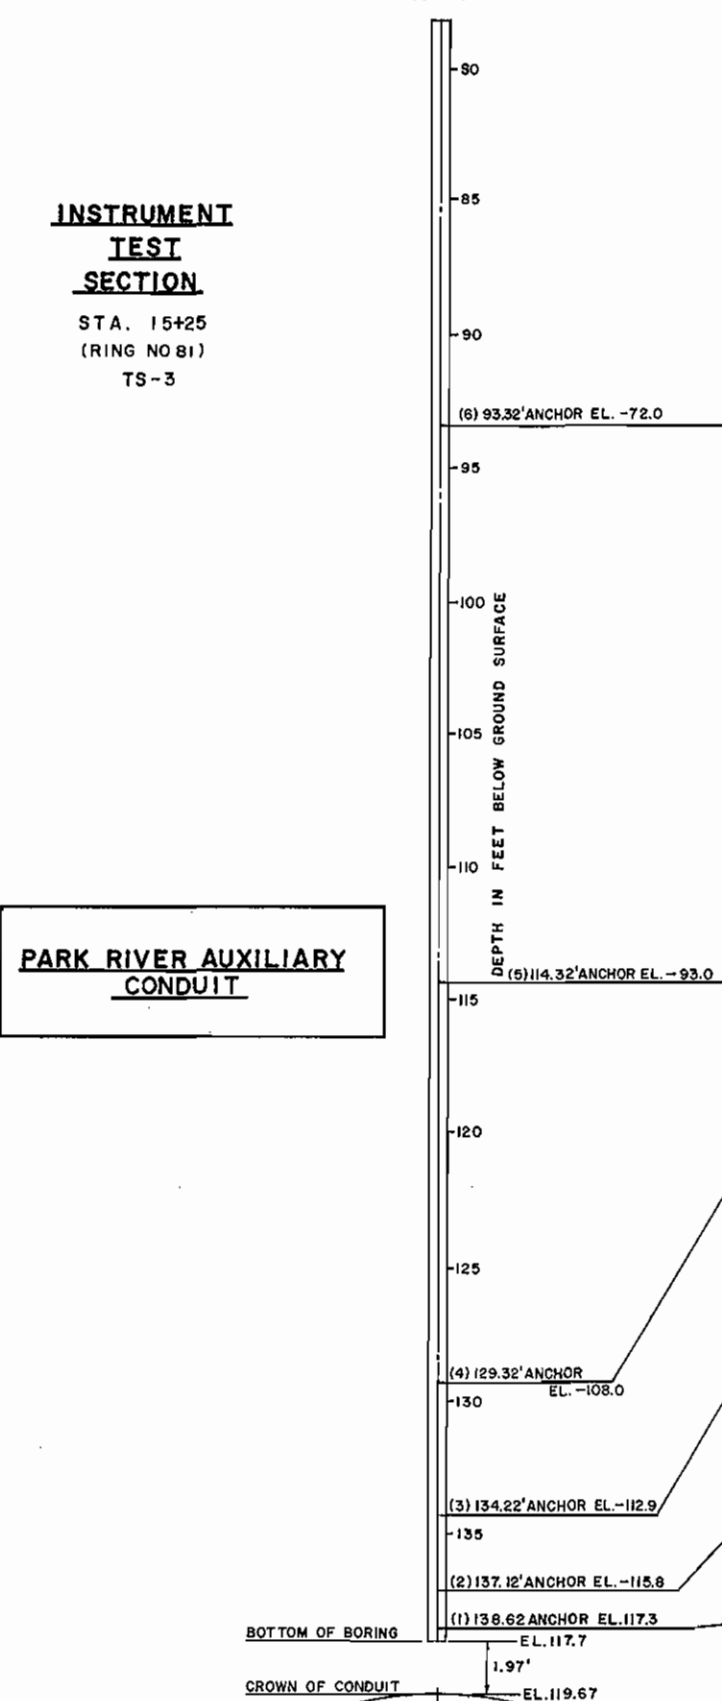 80
INSTRUMENT
TEST
SECTION
85
STA. 15+25
(RING NO 81)
TS-3
90
(6) 93.32' ANCHOR EL. -72.0
95
100
DEPTH IN FEET BELOW GROUND SURFACE
105
110
PARK RIVER AUXILIARY
CONDUIT
(5) 114.32' ANCHOR EL. -93.0
115
120
125
(4) 129.32' ANCHOR
EL. -108.0
130
(3) 134.22' ANCHOR EL.-112.9
135
(2) 137.12' ANCHOR EL. -115.8
(1) 138.62 ANCHOR EL.117.3
BOTTOM OF BORING
EL.117.7
1.97'
CROWN OF CONDUIT
EL.119.67